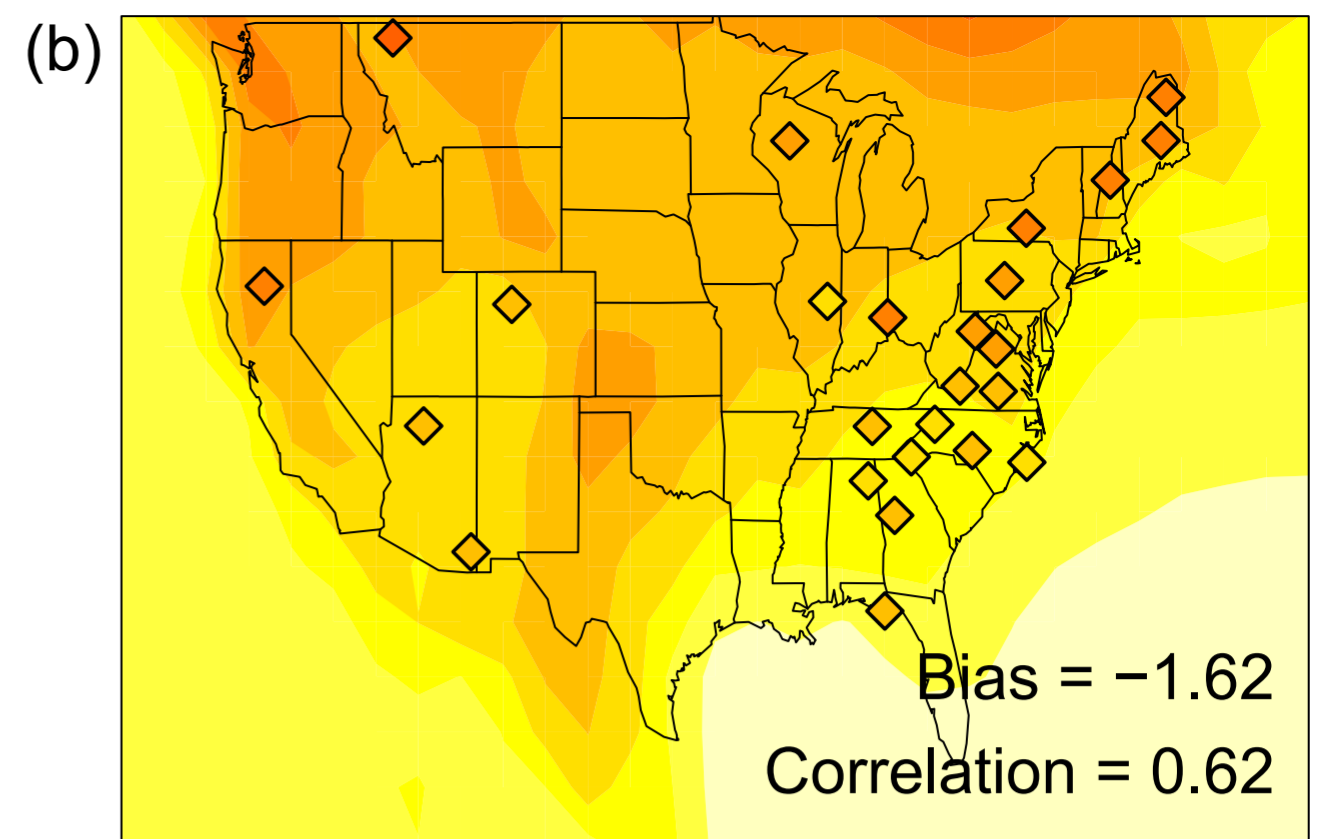 (b)
Bias = −1.62
Correlation = 0.62